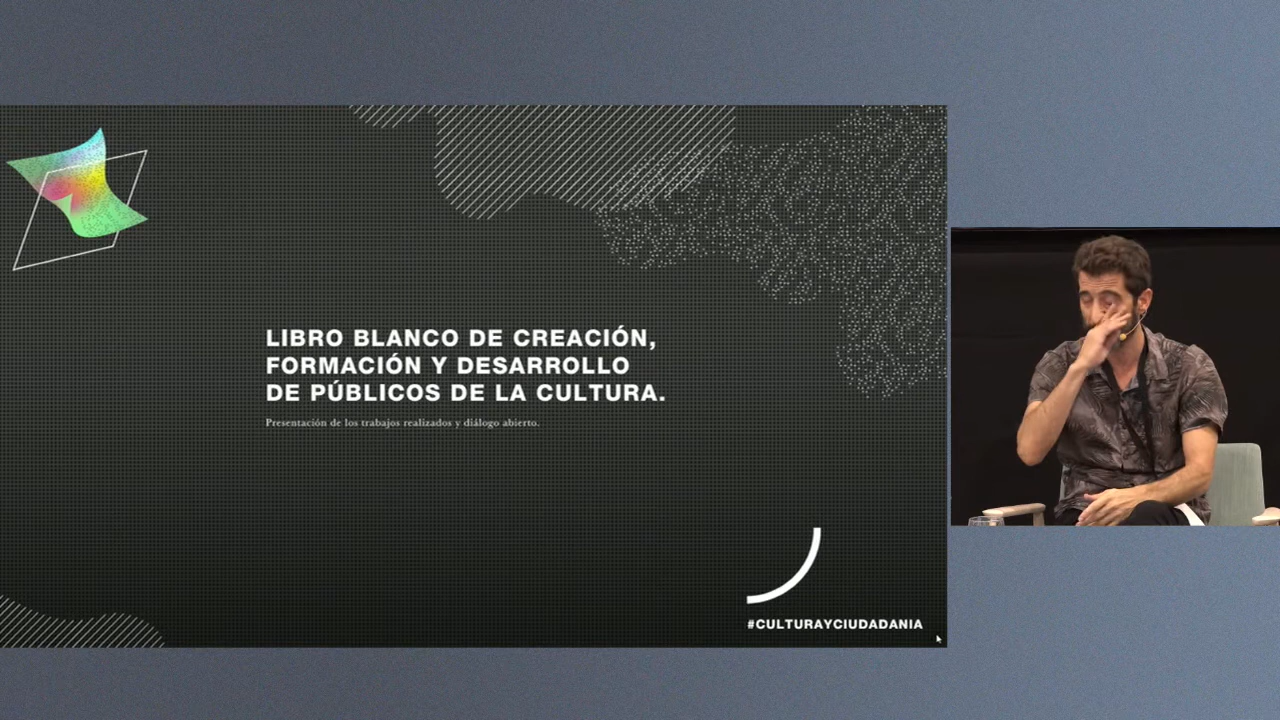 LIBRO BLANCO DE CREACIÓN,
FORMACIÓN Y DESARROLLO
DE PÚBLICOS DE LA CULTURA.
Presentación de los trabajos realizados y diálogo abierto.
#CULTURAYCIUDADANIA